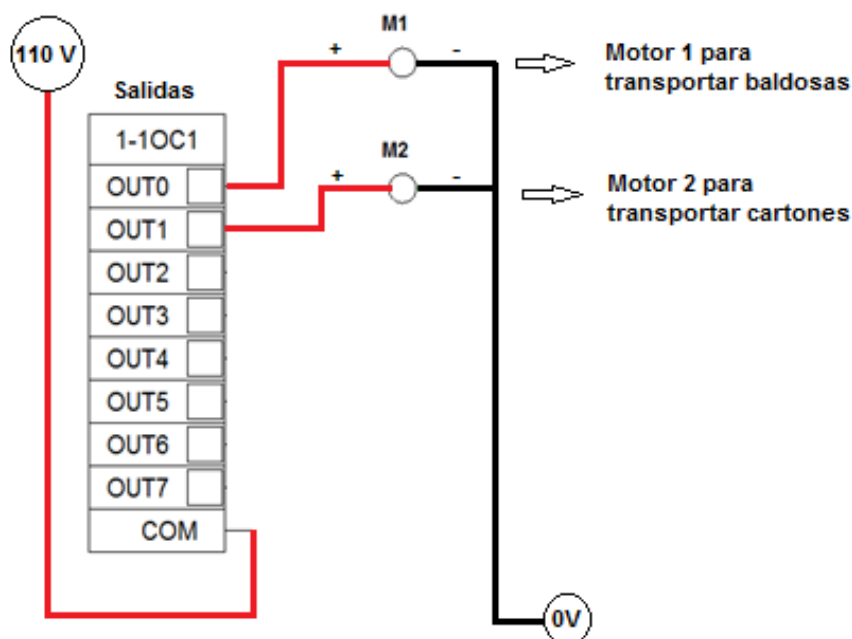 110 V
Salidas
1-1OC1
OUT0
OUT1
OUT2
OUT3
OUT4
OUT5
OUT6
OUT7
COM
M1
+ -
M2
+ -
Motor 1 para
transportar baldosas
Motor 2 para
transportar cartones
0V